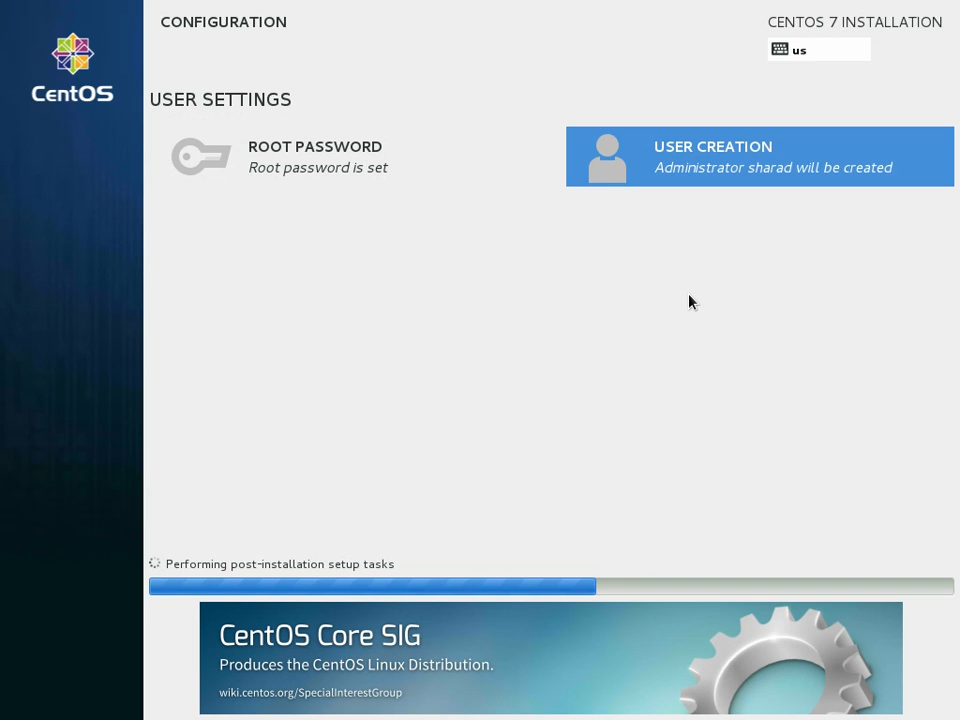 CONFIGURATION
CENTOS 7 INSTALLATION
us
CentOS
USER SETTINGS
ROOT PASSWORD
Root password is set
USER CREATION
Administrator sharad will be created
Performing post-installation setup tasks
CentOS Core SIG
Produces the CentOS Linux Distribution.
wiki.centos.org/SpecialInterestGroup